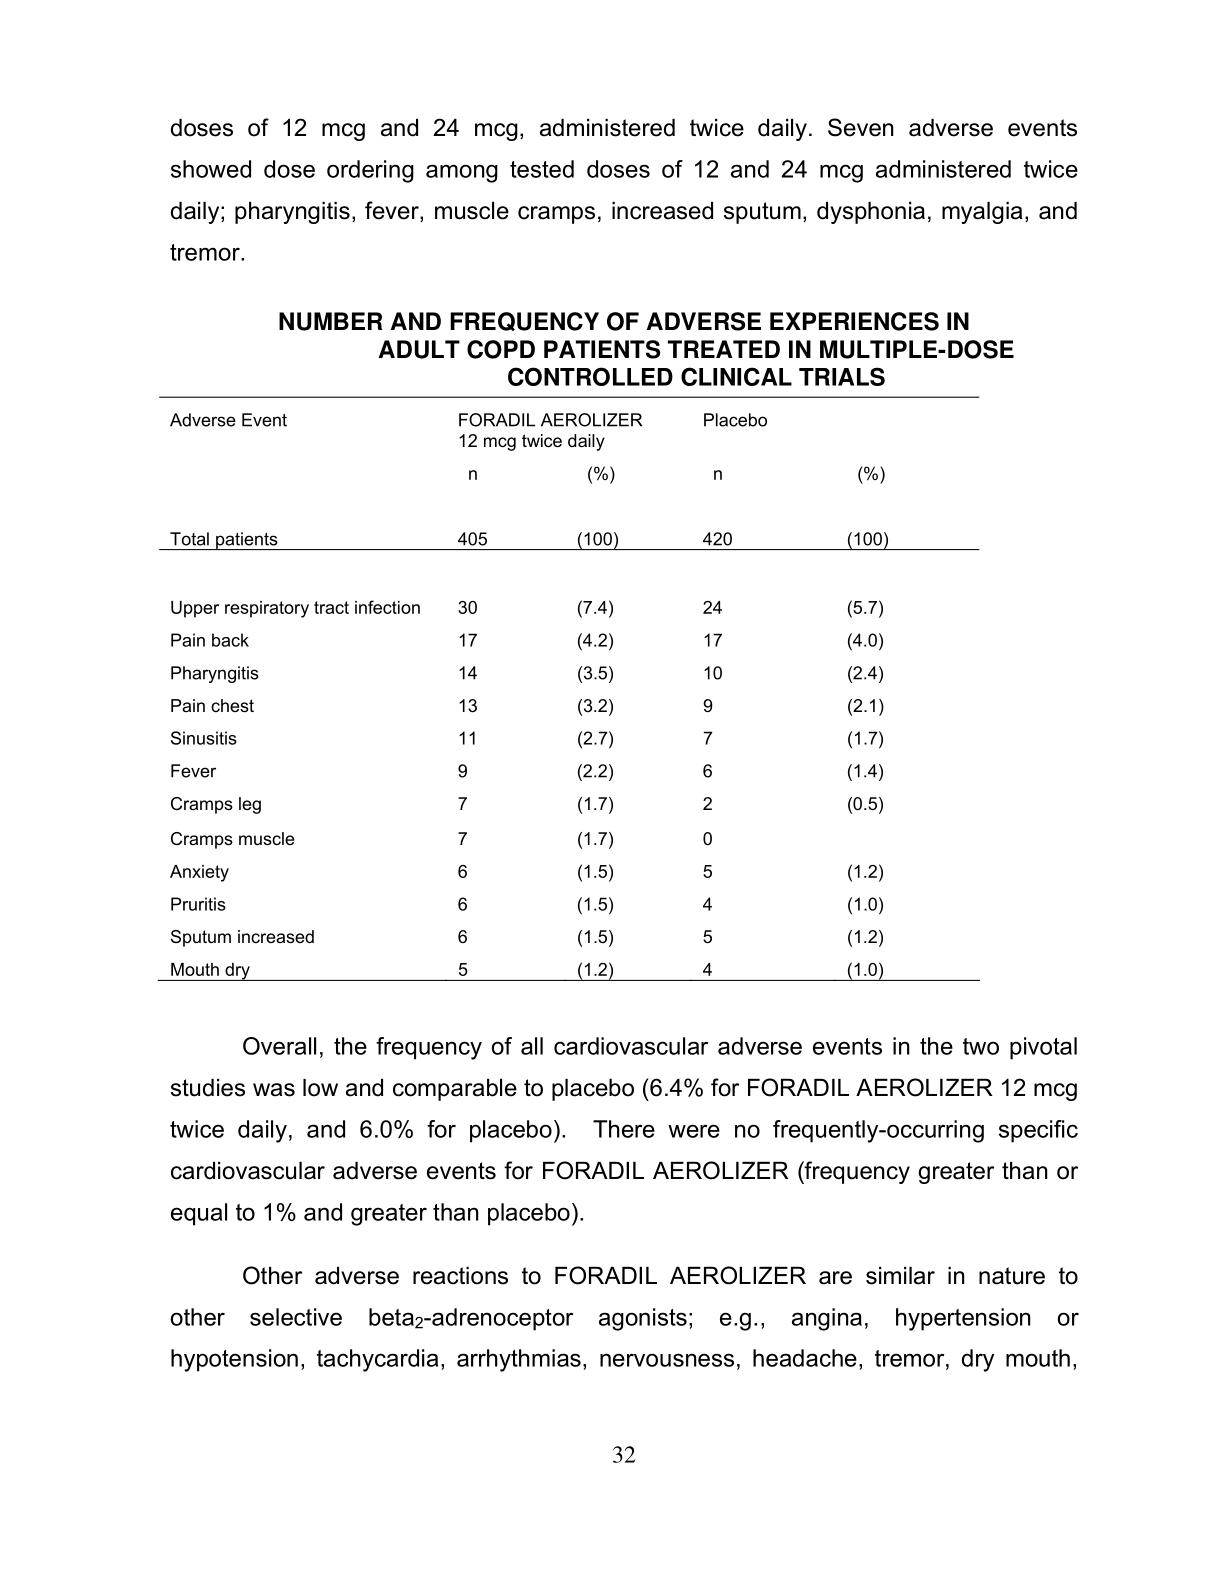 doses of 12 mcg and 24 mcg, administered twice daily. Seven adverse events
showed dose ordering among tested doses of 12 and 24 mcg administered twice
daily; pharyngitis, fever, muscle cramps, increased sputum, dysphonia, myalgia, and
tremor.
NUMBER AND FREQUENCY OF ADVERSE EXPERIENCES IN
ADULT COPD PATIENTS TREATED IN MULTIPLE-DOSE
CONTROLLED CLINICAL TRIALS
Adverse Event FORADIL AEROLIZER Placebo
12 mcg twice daily
n (%) n (%)
Total patients 405 (100) 420 (100)
Upper respiratory tract infection 30 (7.4) 24 (5.7)
Pain back 17 (4.2) 17 (4.0)
Pharyngitis 14 (3.5) 10 (2.4)
Pain chest 13 (3.2) 9 (2.1)
Sinusitis 11 (2.7) 7 (1.7)
Fever 9 (2.2) 6 (1.4)
Cramps leg 7 (1.7) 2 (0.5)
Cramps muscle 7 (1.7) 0
Anxiety 6 (1.5) 5 (1.2)
Pruritis 6 (1.5) 4 (1.0)
Sputum increased 6 (1.5) 5 (1.2)
Mouth dry 5 (1.2) 4 (1.0)
Overall, the frequency of all cardiovascular adverse events in the two pivotal
studies was low and comparable to placebo (6.4% for FORADIL AEROLIZER 12 mcg
twice daily, and 6.0% for placebo). There were no frequently-occurring specific
cardiovascular adverse events for FORADIL AEROLIZER (frequency greater than or
equal to 1% and greater than placebo).
Other adverse reactions to FORADIL AEROLIZER are similar in nature to
other selective beta2-adrenoceptor agonists; e.g., angina, hypertension or
hypotension, tachycardia, arrhythmias, nervousness, headache, tremor, dry mouth,
32